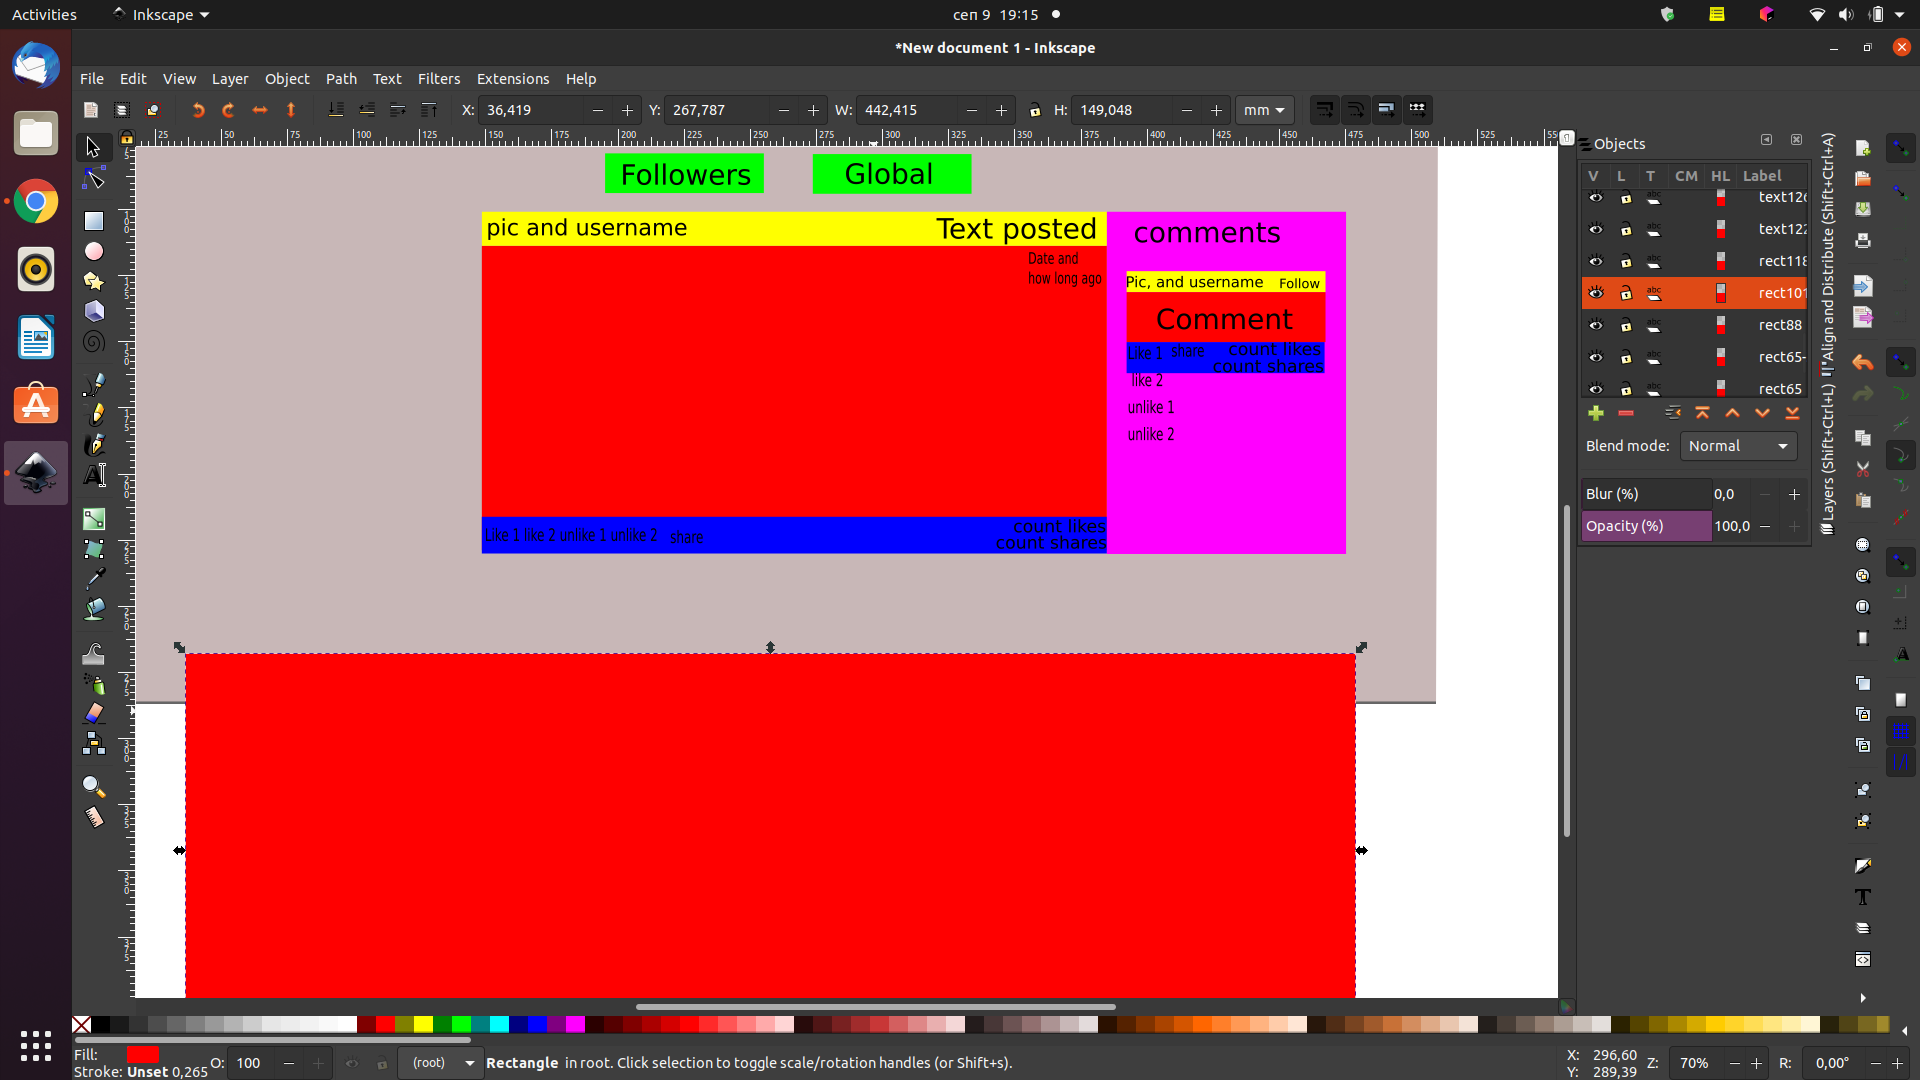 Activities
Inkscape
сеп 9 19:15
*New document 1 - Inkscape
File Edit View Layer Object Path Text Filters Extensions Help
X: 36,419
Y: 267,787
W: 442,415
H: 149,048
mm
25 50 75 100 125 150 175 200 225 250 275 300 325 350 375 400 425 450 475 500 525
Followers
Global
pic and username
Text posted
Date and
how long ago
comments
Pic, and username
Follow
Comment
Like 1 share
count likes
count shares
like 2
unlike 1
unlike 2
Like 1 like 2 unlike 1 unlike 2 share
count likes
count shares
Objects
V L T CM HL Label
text122
rect118
rect101
rect88
rect65-
rect65
Blend mode: Normal
Blur (%) 0,0
Opacity (%) 100,0
Align and Distribute (Shift+Ctrl+A)
Layers (Shift+Ctrl+L)
Fill:
Stroke: Unset 0,265
O: 100
(root)
Rectangle in root. Click selection to toggle scale/rotation handles (or Shift+s).
X: 296,60
Y: 289,39
Z: 70%
R: 0,00°